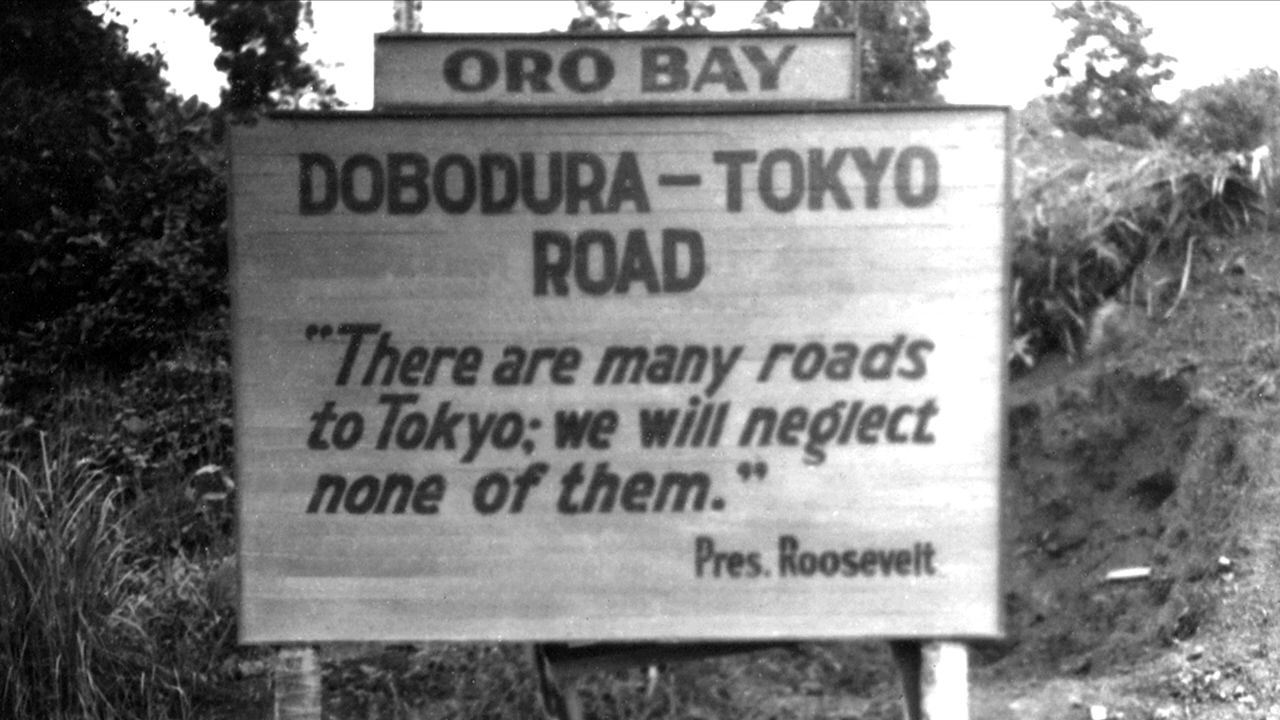 ORO BAY
DOBODURA – TOKYO
ROAD
"There are many roads
to Tokyo; we will neglect
none of them."
Pres. Roosevelt